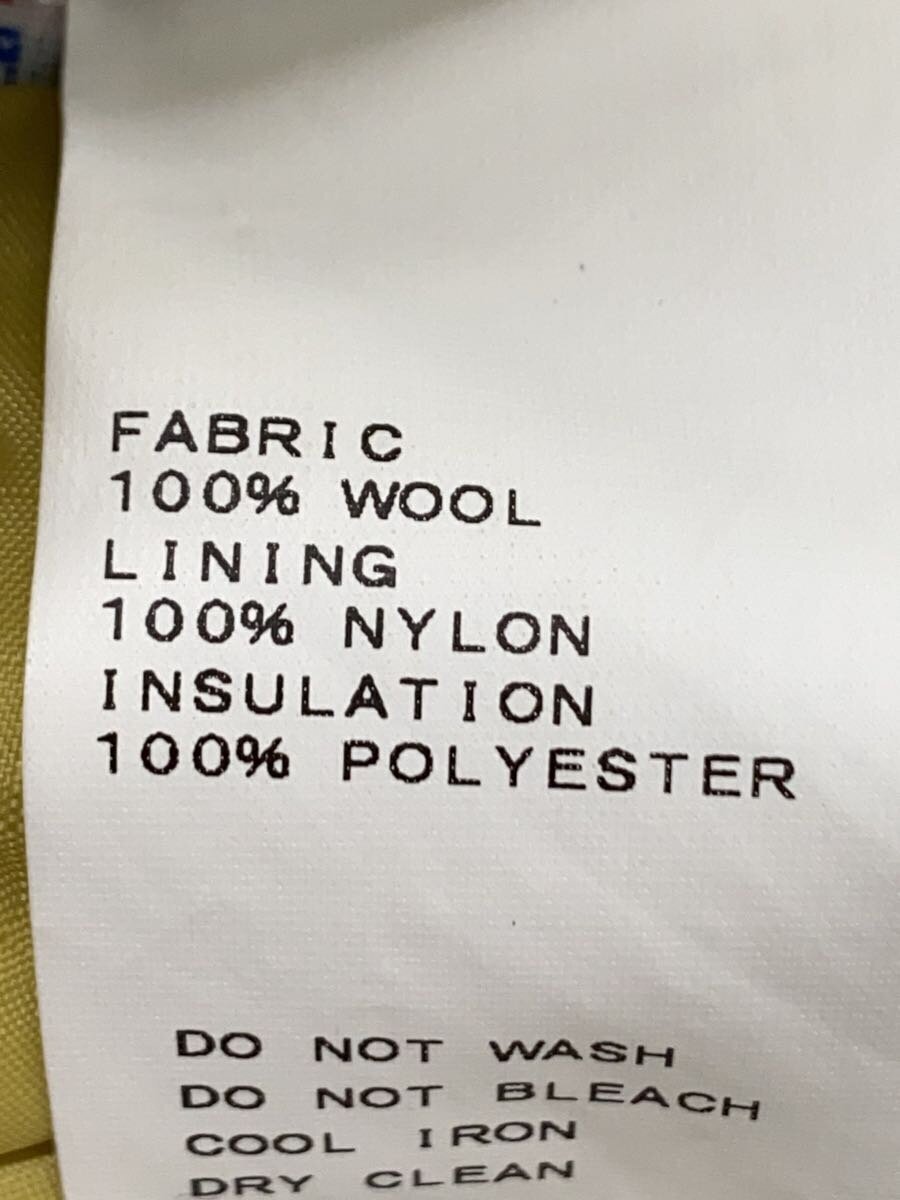 FABRIC
100% WOOL
LINING
100% NYLON
INSULATION
100% POLYESTER
DO NOT WASH
DO NOT BLEACH
COOL IRON
DRY CLEAN